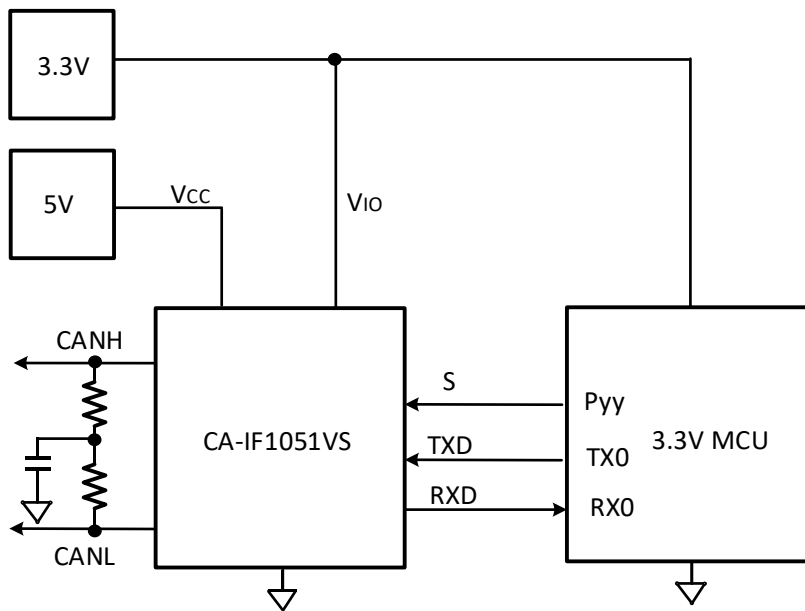 3.3V
5V
VCC
VIO
CANH
S
Pyy
CA-IF1051VS
3.3V MCU
TXD
TX0
RXD
RX0
CANL